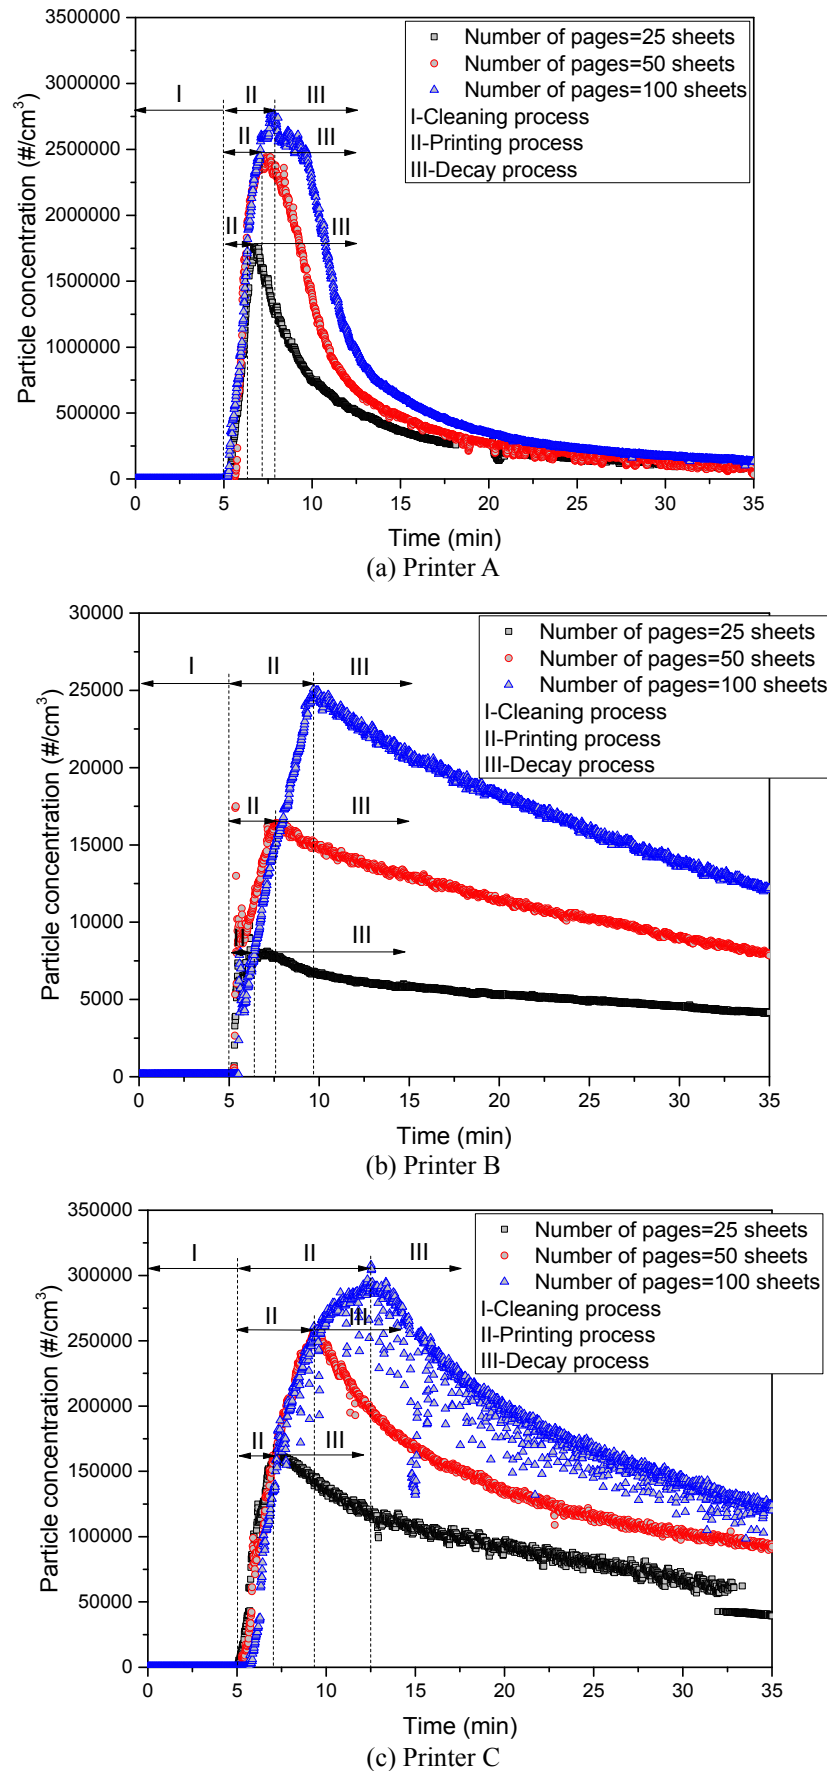 3500000
3000000
2500000
2000000
1500000
1000000
500000
0
Particle concentration (#/cm³)
Number of pages=25 sheets
Number of pages=50 sheets
Number of pages=100 sheets
I-Cleaning process
II-Printing process
III-Decay process
I II III
II III
II III
0 5 10 15 20 25 30 35
Time (min)
(a) Printer A
30000
25000
20000
15000
10000
5000
0
Particle concentration (#/cm³)
Number of pages=25 sheets
Number of pages=50 sheets
Number of pages=100 sheets
I-Cleaning process
II-Printing process
III-Decay process
I II III
II III
II III
0 5 10 15 20 25 30 35
Time (min)
(b) Printer B
350000
300000
250000
200000
150000
100000
50000
0
Particle concentration (#/cm³)
Number of pages=25 sheets
Number of pages=50 sheets
Number of pages=100 sheets
I-Cleaning process
II-Printing process
III-Decay process
I II III
II III
II III
0 5 10 15 20 25 30 35
Time (min)
(c) Printer C